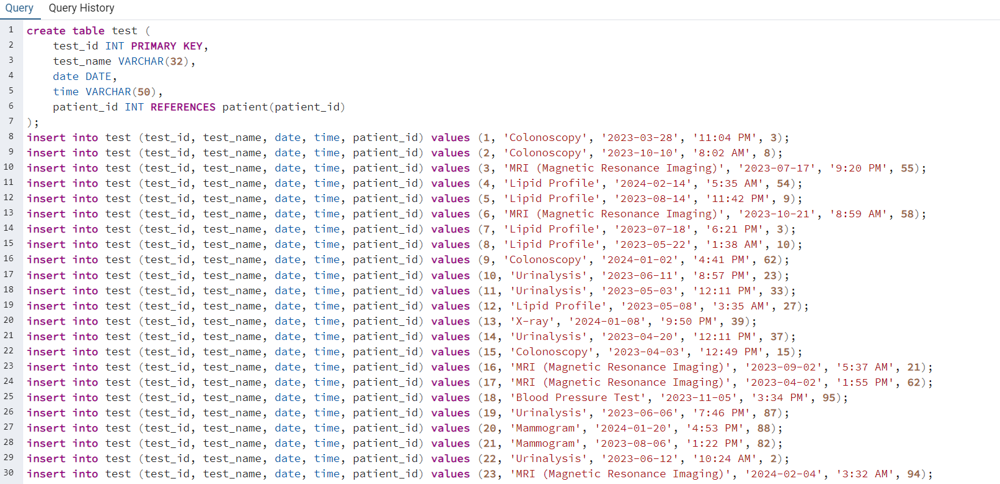 Query Query History
1 create table test (
2 test_id INT PRIMARY KEY,
3 test_name VARCHAR(32),
4 date DATE,
5 time VARCHAR(50),
6 patient_id INT REFERENCES patient(patient_id)
7 );
8 insert into test (test_id, test_name, date, time, patient_id) values (1, 'Colonoscopy', '2023-03-28', '11:04 PM', 3);
9 insert into test (test_id, test_name, date, time, patient_id) values (2, 'Colonoscopy', '2023-10-10', '8:02 AM', 8);
10 insert into test (test_id, test_name, date, time, patient_id) values (3, 'MRI (Magnetic Resonance Imaging)', '2023-07-17', '9:20 PM', 55);
11 insert into test (test_id, test_name, date, time, patient_id) values (4, 'Lipid Profile', '2024-02-14', '5:35 AM', 54);
12 insert into test (test_id, test_name, date, time, patient_id) values (5, 'Lipid Profile', '2023-08-14', '11:42 PM', 9);
13 insert into test (test_id, test_name, date, time, patient_id) values (6, 'MRI (Magnetic Resonance Imaging)', '2023-10-21', '8:59 AM', 58);
14 insert into test (test_id, test_name, date, time, patient_id) values (7, 'Lipid Profile', '2023-07-18', '6:21 PM', 3);
15 insert into test (test_id, test_name, date, time, patient_id) values (8, 'Lipid Profile', '2023-05-22', '1:38 AM', 10);
16 insert into test (test_id, test_name, date, time, patient_id) values (9, 'Colonoscopy', '2024-01-02', '4:41 PM', 62);
17 insert into test (test_id, test_name, date, time, patient_id) values (10, 'Urinalysis', '2023-06-11', '8:57 PM', 23);
18 insert into test (test_id, test_name, date, time, patient_id) values (11, 'Urinalysis', '2023-05-03', '12:11 PM', 33);
19 insert into test (test_id, test_name, date, time, patient_id) values (12, 'Lipid Profile', '2023-05-08', '3:35 AM', 27);
20 insert into test (test_id, test_name, date, time, patient_id) values (13, 'X-ray', '2024-01-08', '9:50 PM', 39);
21 insert into test (test_id, test_name, date, time, patient_id) values (14, 'Urinalysis', '2023-04-20', '12:11 PM', 37);
22 insert into test (test_id, test_name, date, time, patient_id) values (15, 'Colonoscopy', '2023-04-03', '12:49 PM', 15);
23 insert into test (test_id, test_name, date, time, patient_id) values (16, 'MRI (Magnetic Resonance Imaging)', '2023-09-02', '5:37 AM', 21);
24 insert into test (test_id, test_name, date, time, patient_id) values (17, 'MRI (Magnetic Resonance Imaging)', '2023-04-02', '1:55 PM', 62);
25 insert into test (test_id, test_name, date, time, patient_id) values (18, 'Blood Pressure Test', '2023-11-05', '3:34 PM', 95);
26 insert into test (test_id, test_name, date, time, patient_id) values (19, 'Urinalysis', '2023-06-06', '7:46 PM', 87);
27 insert into test (test_id, test_name, date, time, patient_id) values (20, 'Mammogram', '2024-01-20', '4:53 PM', 88);
28 insert into test (test_id, test_name, date, time, patient_id) values (21, 'Mammogram', '2023-08-06', '1:22 PM', 82);
29 insert into test (test_id, test_name, date, time, patient_id) values (22, 'Urinalysis', '2023-06-12', '10:24 AM', 2);
30 insert into test (test_id, test_name, date, time, patient_id) values (23, 'MRI (Magnetic Resonance Imaging)', '2024-02-04', '3:32 AM', 94);